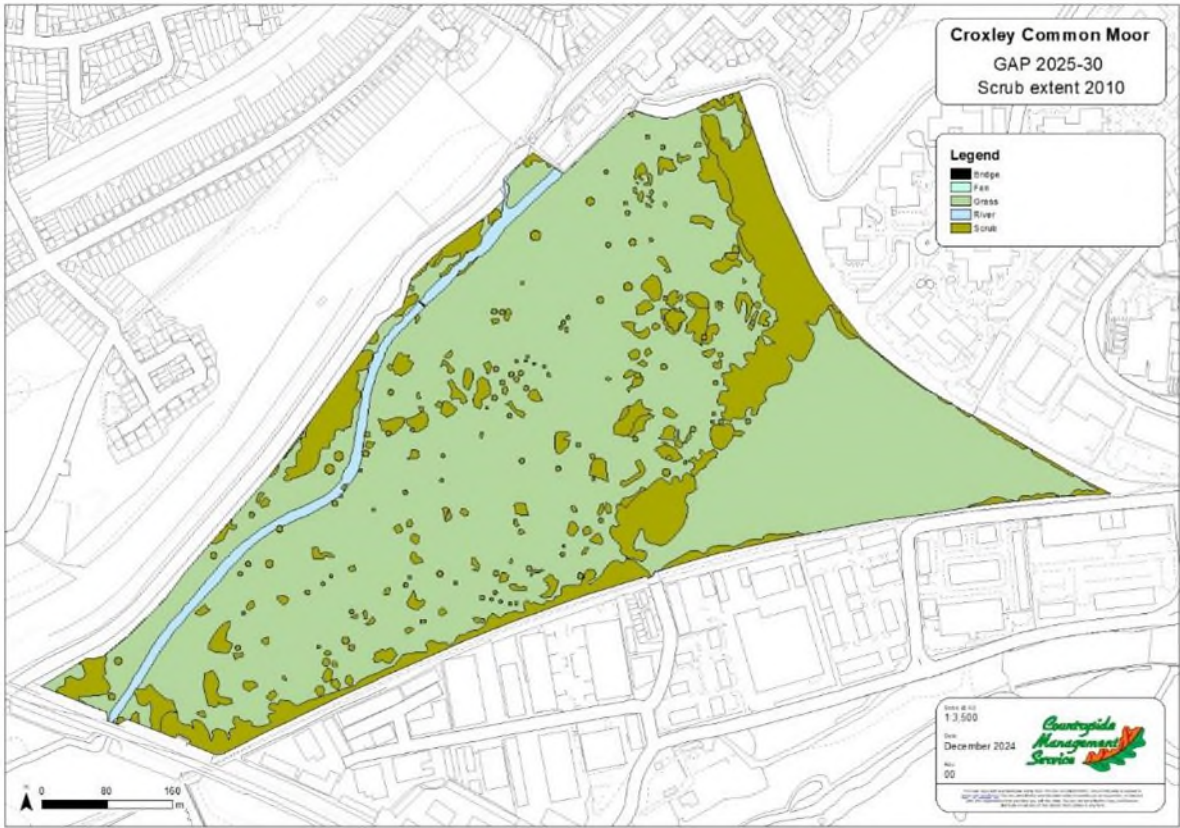 Croxley Common Moor
GAP 2025-30
Scrub extent 2010
Legend
Bridge
Fen
Grass
River
Scrub
1:3,500
Date
December 2024
Rev
00
Countryside
Management
Service
N
0 80 160
m